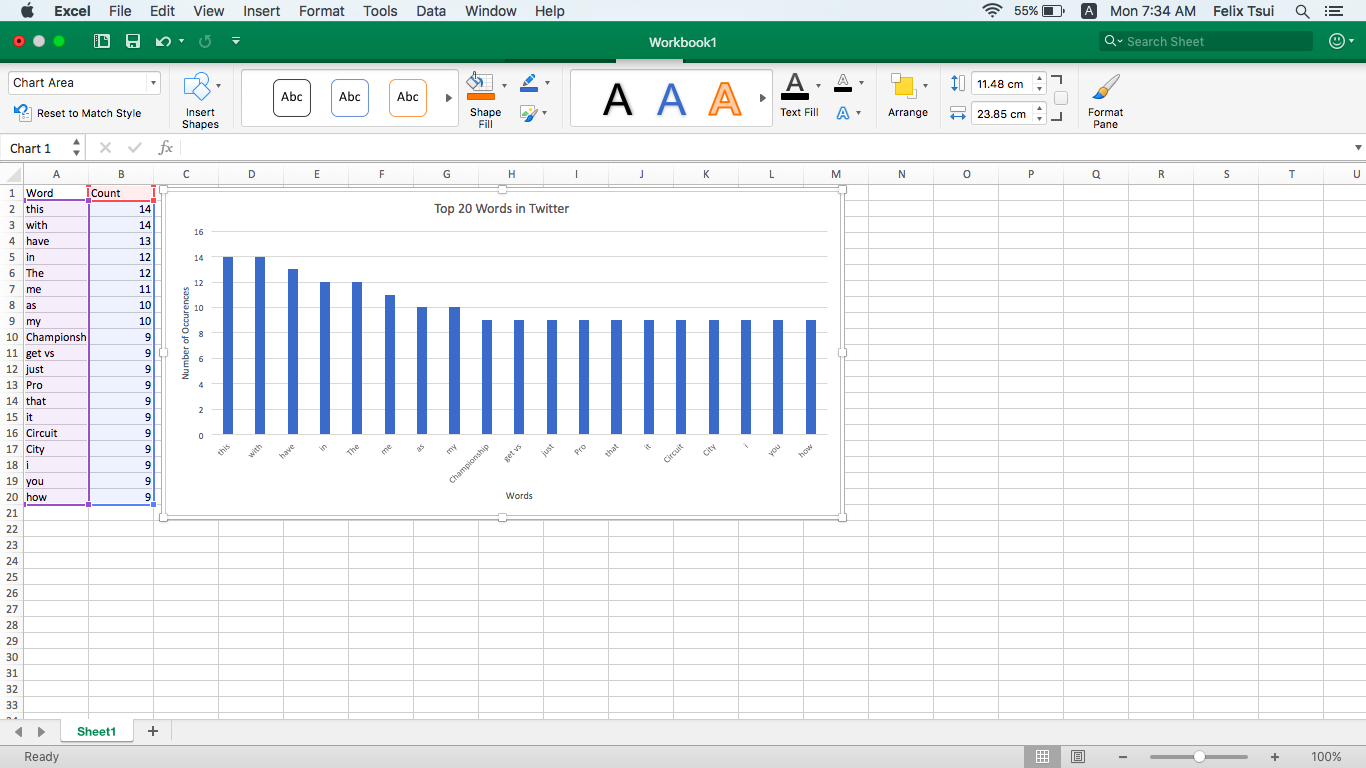 Excel File Edit View Insert Format Tools Data Window Help 55% A Mon 7:34 AM Felix Tsui
Workbook1
Search Sheet
Chart Area
Reset to Match Style
Insert Shapes
Abc Abc Abc
Shape Fill
A A A
A A
Text Fill A
Arrange
11.48 cm
23.85 cm
Format Pane
Chart 1 fx
A B C D E F G H I J K L M N O P Q R S T U
1 Word Count
2 this 14
3 with 14
4 have 13
5 in 12
6 The 12
7 me 11
8 as 10
9 my 10
10 Championsh 9
11 get vs 9
12 just 9
13 Pro 9
14 that 9
15 it 9
16 Circuit 9
17 City 9
18 i 9
19 you 9
20 how 9
21
22
23
24
25
26
27
28
29
30
31
32
33
Top 20 Words in Twitter
Number of Occurences
16
14
12
10
8
6
4
2
0
this with have in The me as my Championship get vs just Pro that it Circuit City i you how
Words
Sheet1 +
Ready
100%